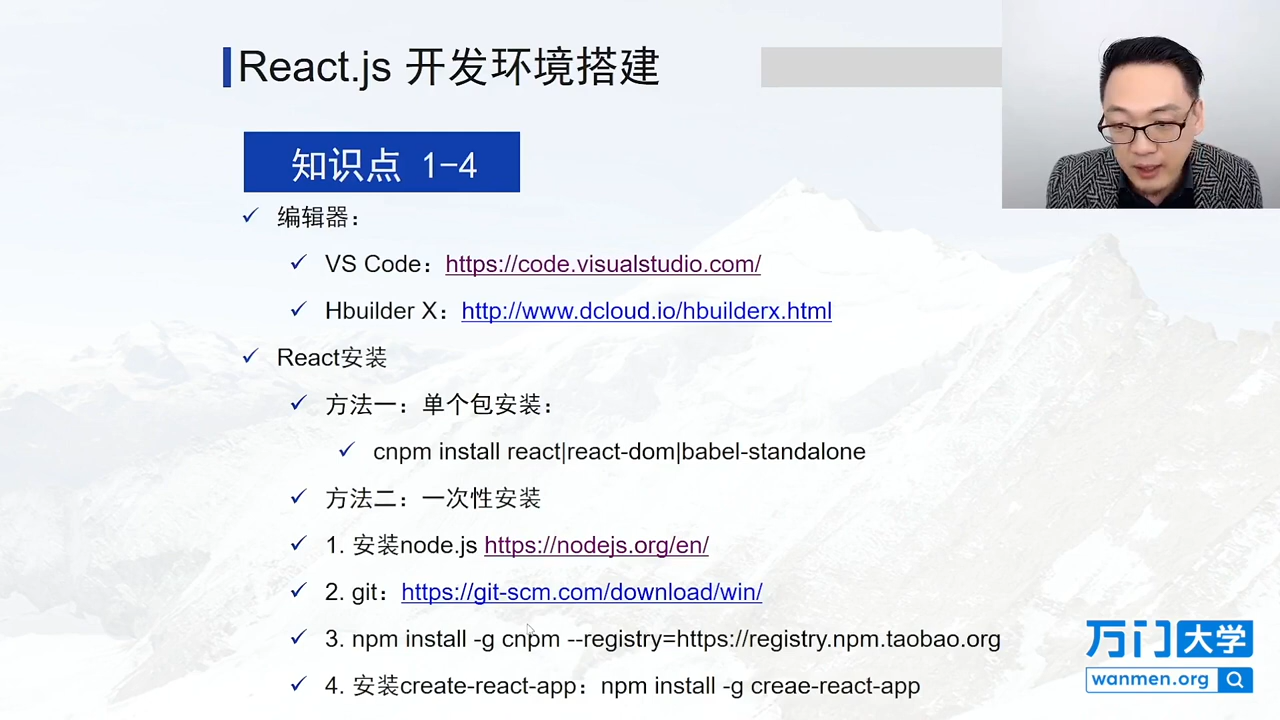 React.js 开发环境搭建
知识点 1-4
编辑器：
VS Code：https://code.visualstudio.com/
Hbuilder X：http://www.dcloud.io/hbuilderx.html
React安装
方法一：单个包安装：
cnpm install react|react-dom|babel-standalone
方法二：一次性安装
1. 安装node.js https://nodejs.org/en/
2. git：https://git-scm.com/download/win/
3. npm install -g cnpm --registry=https://registry.npm.taobao.org
4. 安装create-react-app：npm install -g creae-react-app
万门大学
wanmen.org